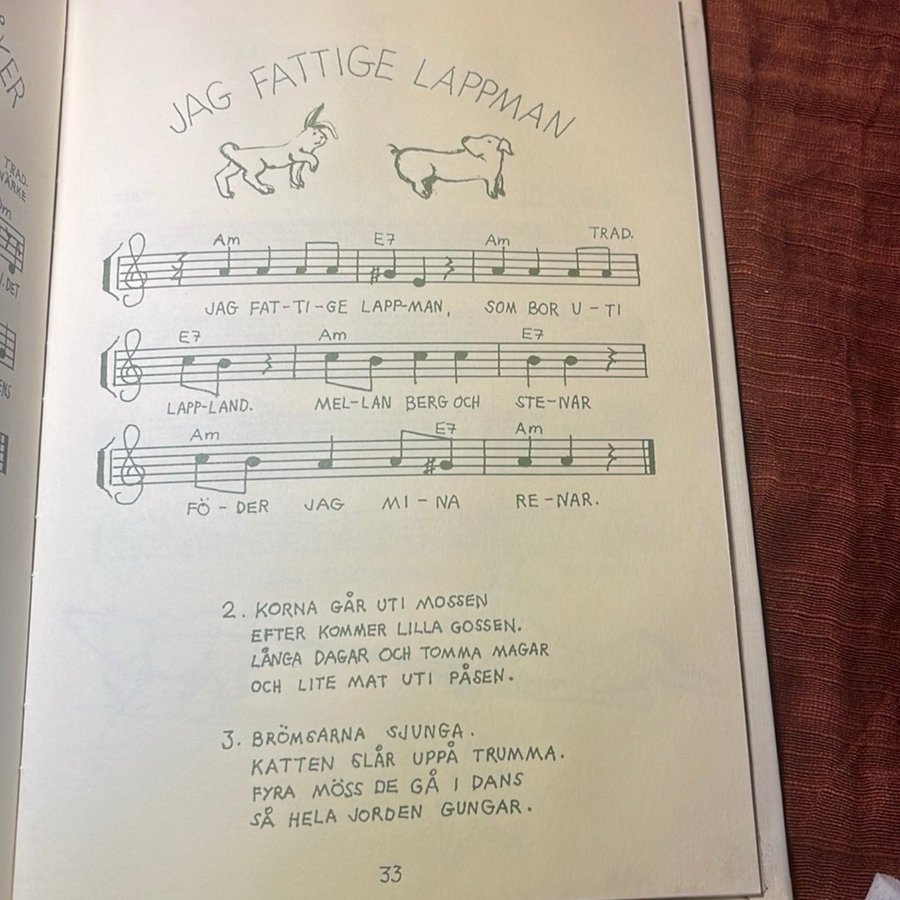 JAG FATTIGE LAPPMAN
TRAD.
Am E7 Am
JAG FAT-TI-GE LAPP-MAN, SOM BOR U-TI
E7 Am E7
LAPP-LAND. MEL-LAN BERG OCH STE-NAR
Am E7 Am
FÖ-DER JAG MI-NA RE-NAR.
2. KORNA GÅR UTI MOSSEN
EFTER KOMMER LILLA GOSSEN.
LÅNGA DAGAR OCH TOMMA MAGAR
OCH LITE MAT UTI PÅSEN.
3. BRÖMSARNA SJUNGA.
KATTEN SLÅR UPPÅ TRUMMA.
FYRA MÖSS DE GÅ I DANS
SÅ HELA JORDEN GUNGAR.
33
TRAD.